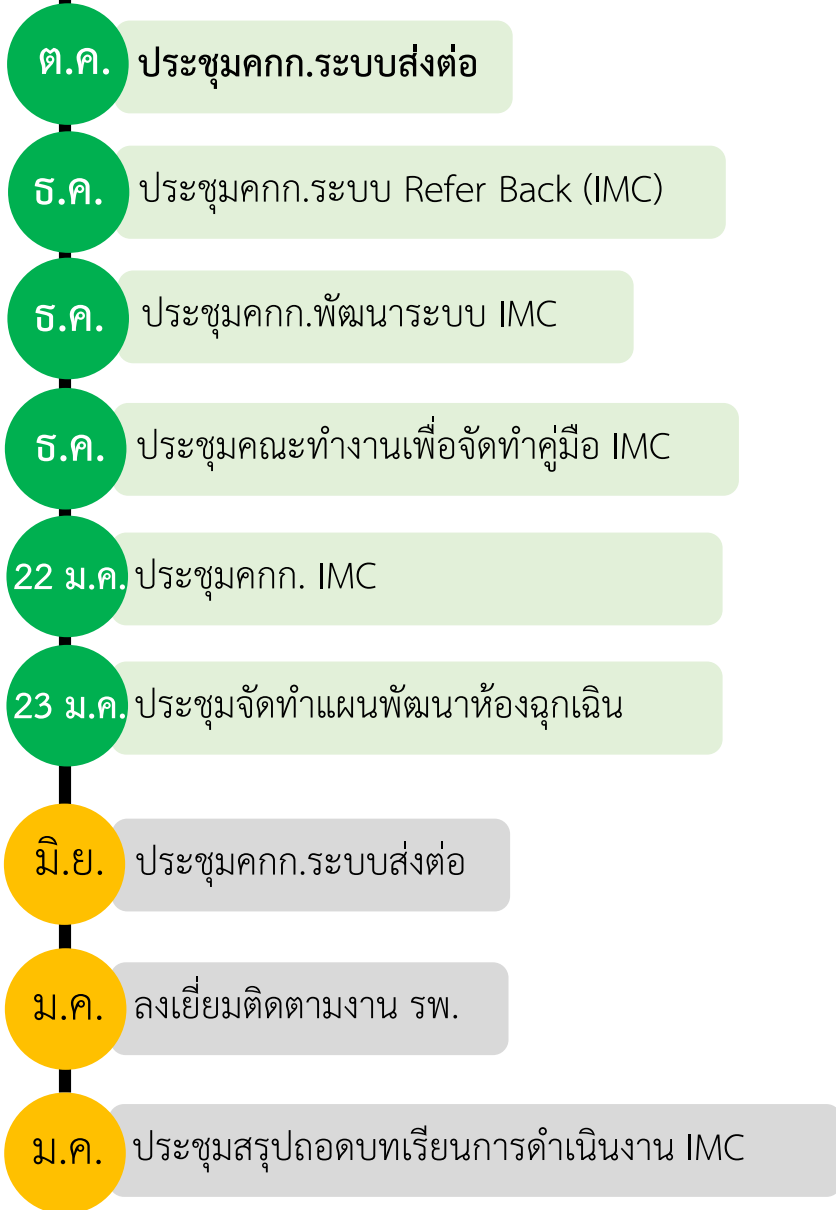 ต.ค. ประชุมคกก.ระบบส่งต่อ
ธ.ค. ประชุมคกก.ระบบ Refer Back (IMC)
ธ.ค. ประชุมคกก.พัฒนาระบบ IMC
ธ.ค. ประชุมคณะทำงานเพื่อจัดทำคู่มือ IMC
22 ม.ค. ประชุมคกก. IMC
23 ม.ค. ประชุมจัดทำแผนพัฒนาห้องฉุกเฉิน
มิ.ย. ประชุมคกก.ระบบส่งต่อ
ม.ค. ลงเยี่ยมติดตามงาน รพ.
ม.ค. ประชุมสรุปถอดบทเรียนการดำเนินงาน IMC